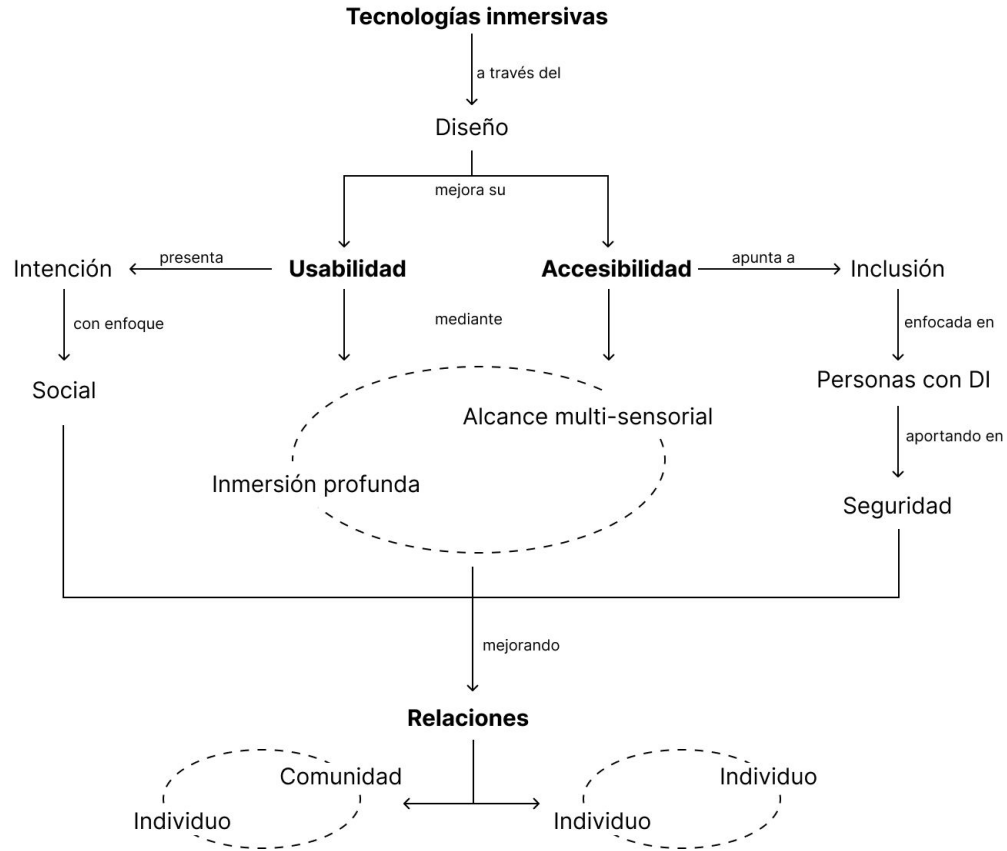 Tecnologías inmersivas
a través del
Diseño
mejora su
Intención
presenta
Usabilidad
Accesibilidad
apunta a
Inclusión
con enfoque
mediante
enfocada en
Social
Personas con DI
Alcance multi-sensorial
aportando en
Inmersión profunda
Seguridad
mejorando
Relaciones
Comunidad
Individuo
Individuo
Individuo